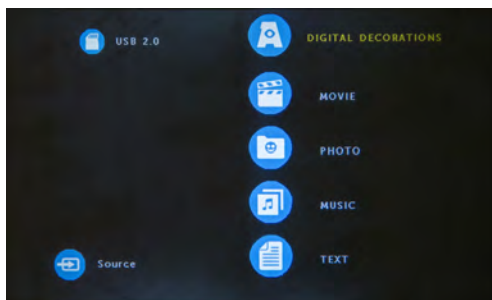 USB 2.0
DIGITAL DECORATIONS
MOVIE
PHOTO
MUSIC
Source
TEXT